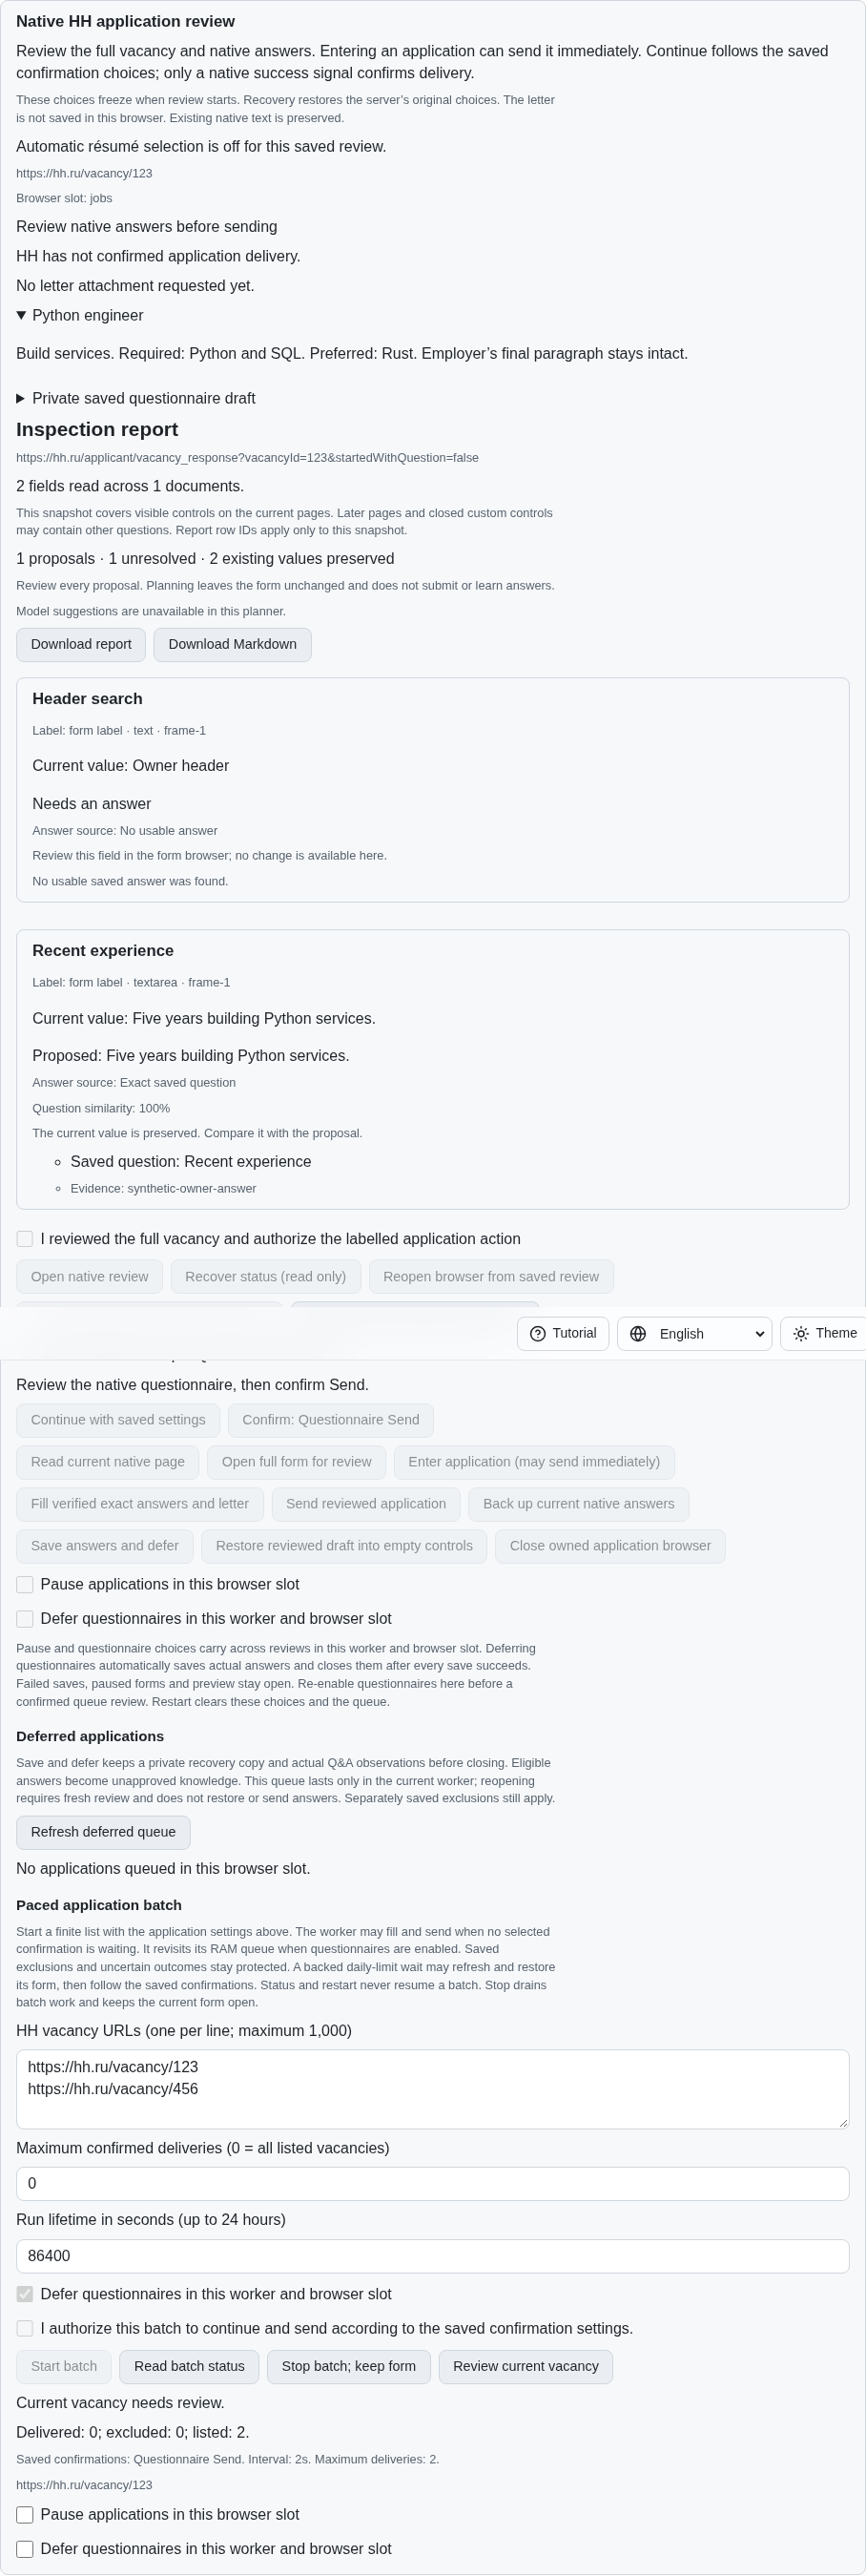 Native HH application review
Review the full vacancy and native answers. Entering an application can send it immediately. Continue follows the saved
confirmation choices; only a native success signal confirms delivery.
These choices freeze when review starts. Recovery restores the server’s original choices. The letter
is not saved in this browser. Existing native text is preserved.
Automatic résumé selection is off for this saved review.
https://hh.ru/vacancy/123
Browser slot: jobs
Review native answers before sending
HH has not confirmed application delivery.
No letter attachment requested yet.
Python engineer
Build services. Required: Python and SQL. Preferred: Rust. Employer’s final paragraph stays intact.
Private saved questionnaire draft
Inspection report
https://hh.ru/applicant/vacancy_response?vacancyId=123&startedWithQuestion=false
2 fields read across 1 documents.
This snapshot covers visible controls on the current pages. Later pages and closed custom controls
may contain other questions. Report row IDs apply only to this snapshot.
1 proposals · 1 unresolved · 2 existing values preserved
Review every proposal. Planning leaves the form unchanged and does not submit or learn answers.
Model suggestions are unavailable in this planner.
Download report Download Markdown
Header search
Label: form label · text · frame-1
Current value: Owner header
Needs an answer
Answer source: No usable answer
Review this field in the form browser; no change is available here.
No usable saved answer was found.
Recent experience
Label: form label · textarea · frame-1
Current value: Five years building Python services.
Proposed: Five years building Python services.
Answer source: Exact saved question
Question similarity: 100%
The current value is preserved. Compare it with the proposal.
Saved question: Recent experience
Evidence: synthetic-owner-answer
I reviewed the full vacancy and authorize the labelled application action
Open native review Recover status (read only) Reopen browser from saved review
Tutorial English Theme
Review the native questionnaire, then confirm Send.
Continue with saved settings Confirm: Questionnaire Send
Read current native page Open full form for review Enter application (may send immediately)
Fill verified exact answers and letter Send reviewed application Back up current native answers
Save answers and defer Restore reviewed draft into empty controls Close owned application browser
Pause applications in this browser slot
Defer questionnaires in this worker and browser slot
Pause and questionnaire choices carry across reviews in this worker and browser slot. Deferring
questionnaires automatically saves actual answers and closes them after every save succeeds.
Failed saves, paused forms and preview stay open. Re-enable questionnaires here before a
confirmed queue review. Restart clears these choices and the queue.
Deferred applications
Save and defer keeps a private recovery copy and actual Q&A observations before closing. Eligible
answers become unapproved knowledge. This queue lasts only in the current worker; reopening
requires fresh review and does not restore or send answers. Separately saved exclusions still apply.
Refresh deferred queue
No applications queued in this browser slot.
Paced application batch
Start a finite list with the application settings above. The worker may fill and send when no selected
confirmation is waiting. It revisits its RAM queue when questionnaires are enabled. Saved
exclusions and uncertain outcomes stay protected. A backed daily-limit wait may refresh and restore
its form, then follow the saved confirmations. Status and restart never resume a batch. Stop drains
batch work and keeps the current form open.
HH vacancy URLs (one per line; maximum 1,000)
https://hh.ru/vacancy/123
https://hh.ru/vacancy/456
Maximum confirmed deliveries (0 = all listed vacancies)
0
Run lifetime in seconds (up to 24 hours)
86400
Defer questionnaires in this worker and browser slot
I authorize this batch to continue and send according to the saved confirmation settings.
Start batch Read batch status Stop batch; keep form Review current vacancy
Current vacancy needs review.
Delivered: 0; excluded: 0; listed: 2.
Saved confirmations: Questionnaire Send. Interval: 2s. Maximum deliveries: 2.
https://hh.ru/vacancy/123
Pause applications in this browser slot
Defer questionnaires in this worker and browser slot